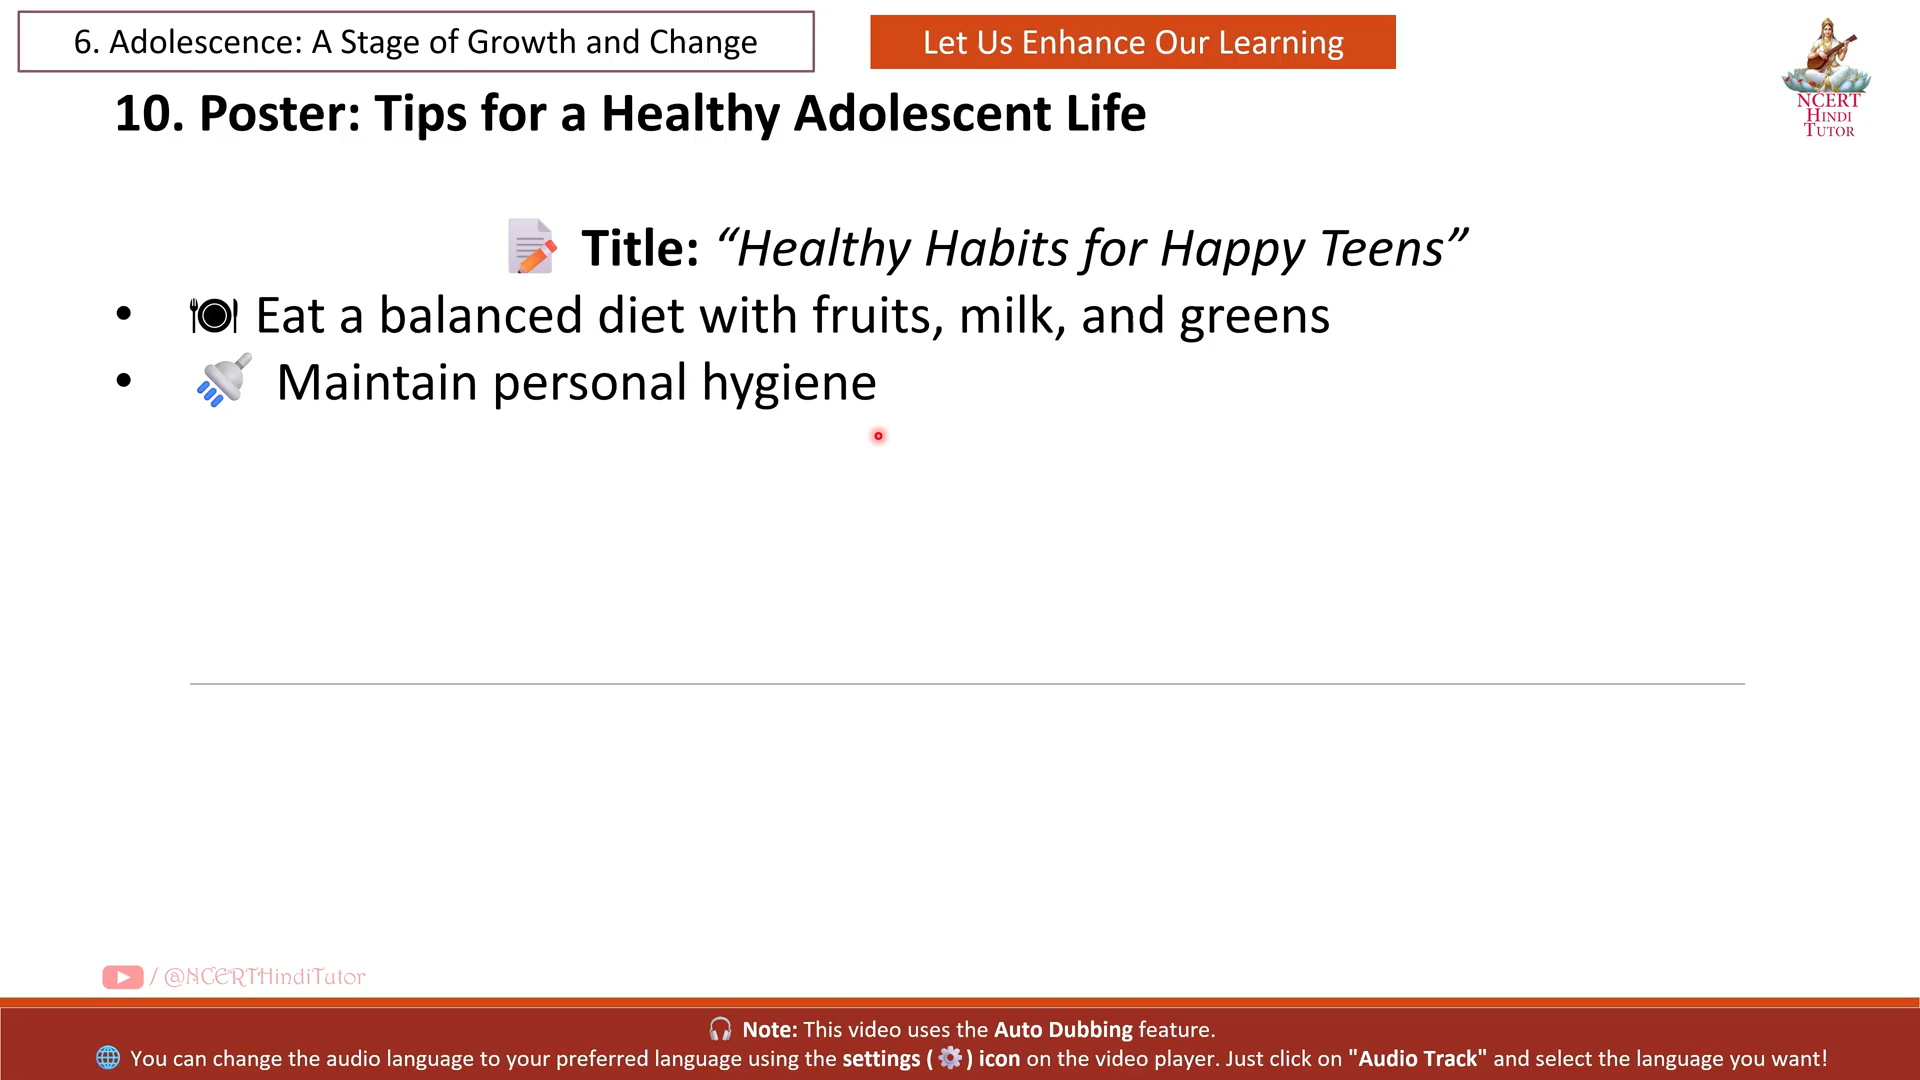 6. Adolescence: A Stage of Growth and Change
Let Us Enhance Our Learning
NCERT
HINDI
TUTOR
10. Poster: Tips for a Healthy Adolescent Life
Title: “Healthy Habits for Happy Teens”
• Eat a balanced diet with fruits, milk, and greens
• Maintain personal hygiene
/ @NCERTHindiTutor
Note: This video uses the Auto Dubbing feature.
You can change the audio language to your preferred language using the settings ( ⚙ ) icon on the video player. Just click on "Audio Track" and select the language you want!